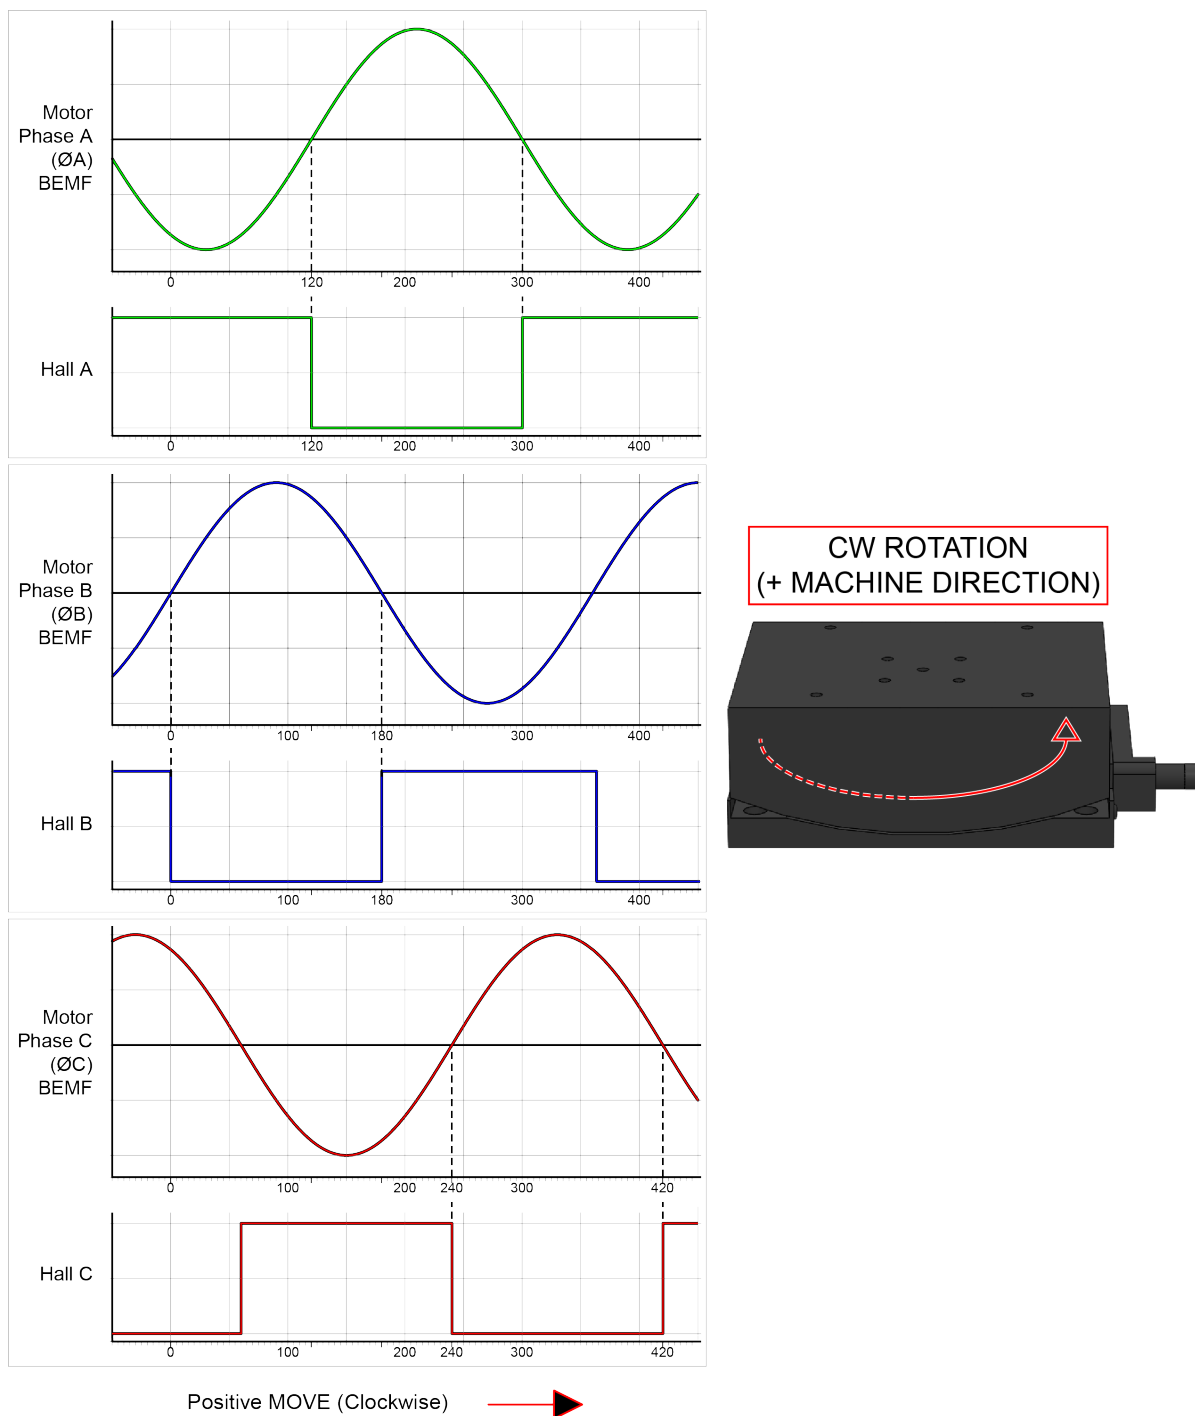 Motor
Phase A
(ØA)
BEMF
0 120 200 300 400
Hall A
0 120 200 300 400
Motor
Phase B
(ØB)
BEMF
0 100 180 300 400
Hall B
0 180 300 400
Motor
Phase C
(ØC)
BEMF
0 100 200 240 300 420
Hall C
0 100 200 240 300 420
Positive MOVE (Clockwise)
CW ROTATION
(+ MACHINE DIRECTION)